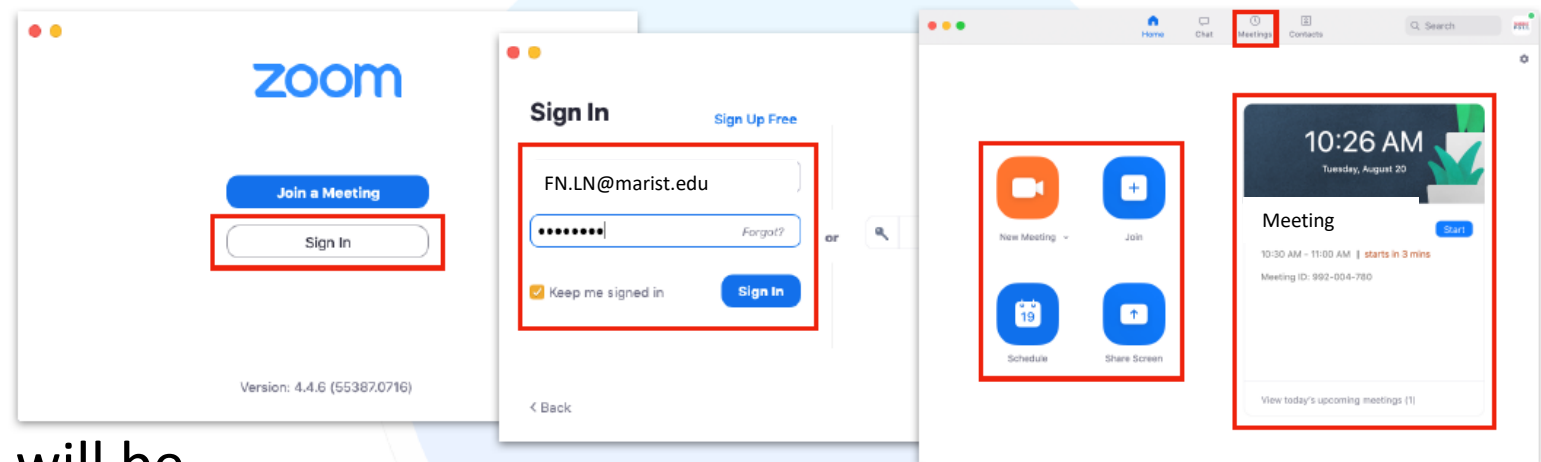 zoom
Join a Meeting
Sign In
Version: 4.4.6 (55387.0716)
Sign In
Sign Up Free
FN.LN@marist.edu
••••••••
Forgot?
Keep me signed in
Sign In
< Back
or
Home
Chat
Meetings
Contacts
Search
New Meeting
Join
19
Schedule
Share Screen
10:26 AM
Tuesday, August 20
Meeting
Start
10:30 AM - 11:00 AM | starts in 3 mins
Meeting ID: 992-004-780
View today's upcoming meetings (1)
will be